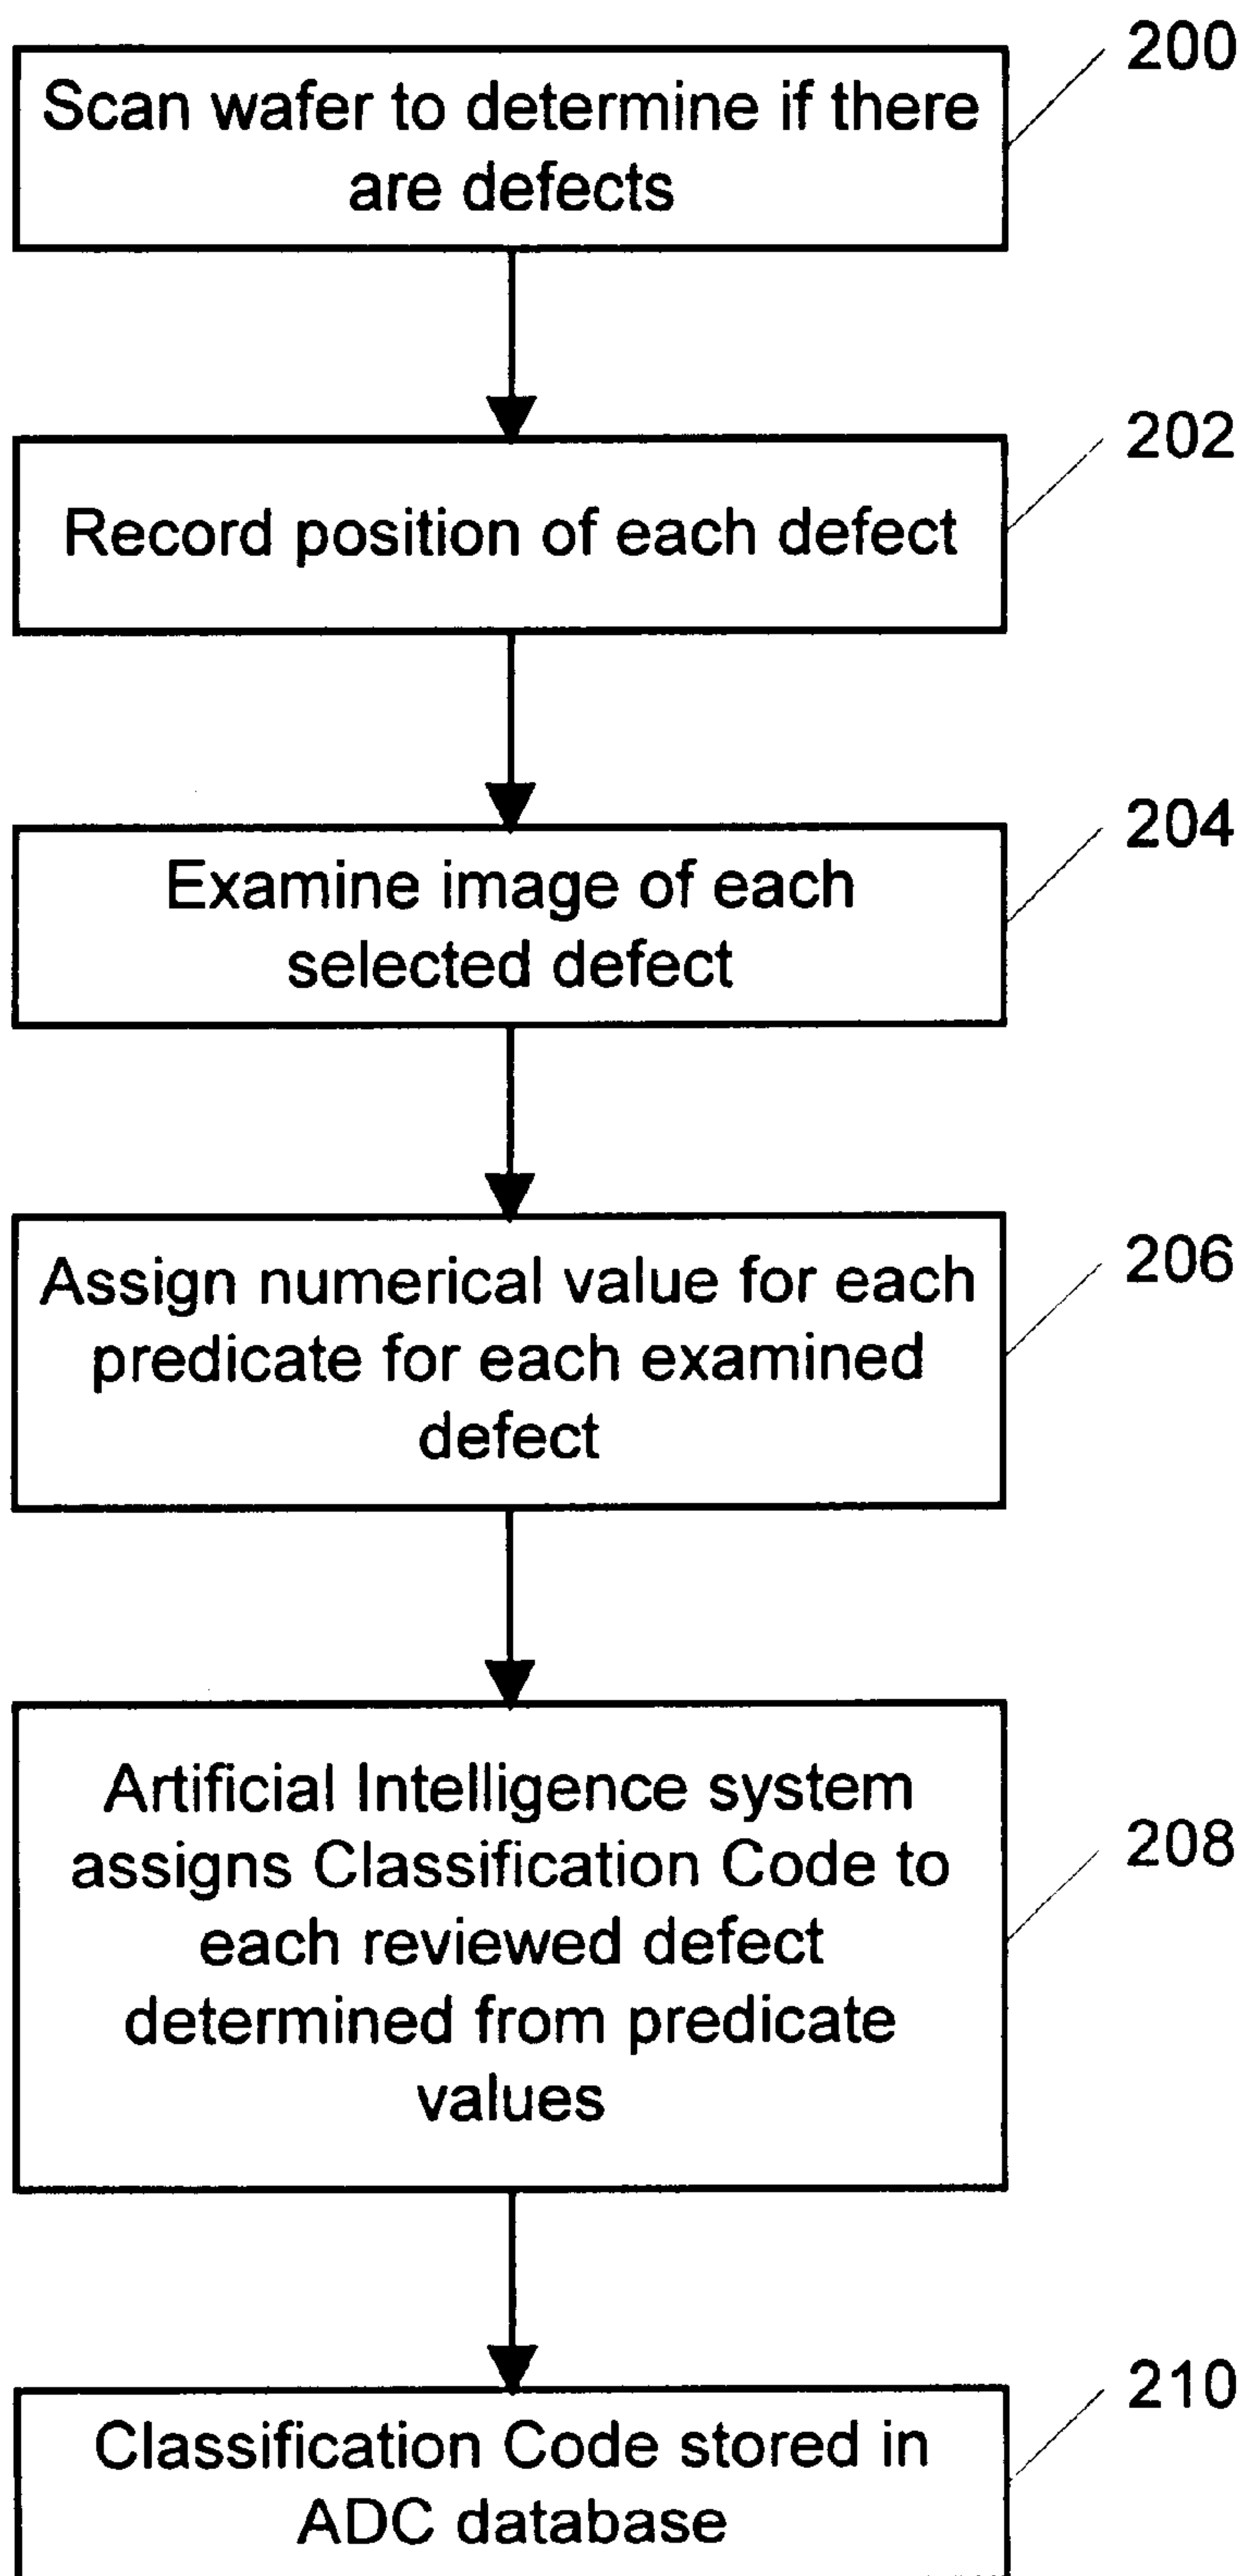 200
Scan wafer to determine if there
are defects
202
Record position of each defect
204
Examine image of each
selected defect
206
Assign numerical value for each
predicate for each examined
defect
208
Artificial Intelligence system
assigns Classification Code to
each reviewed defect
determined from predicate
values
210
Classification Code stored in
ADC database